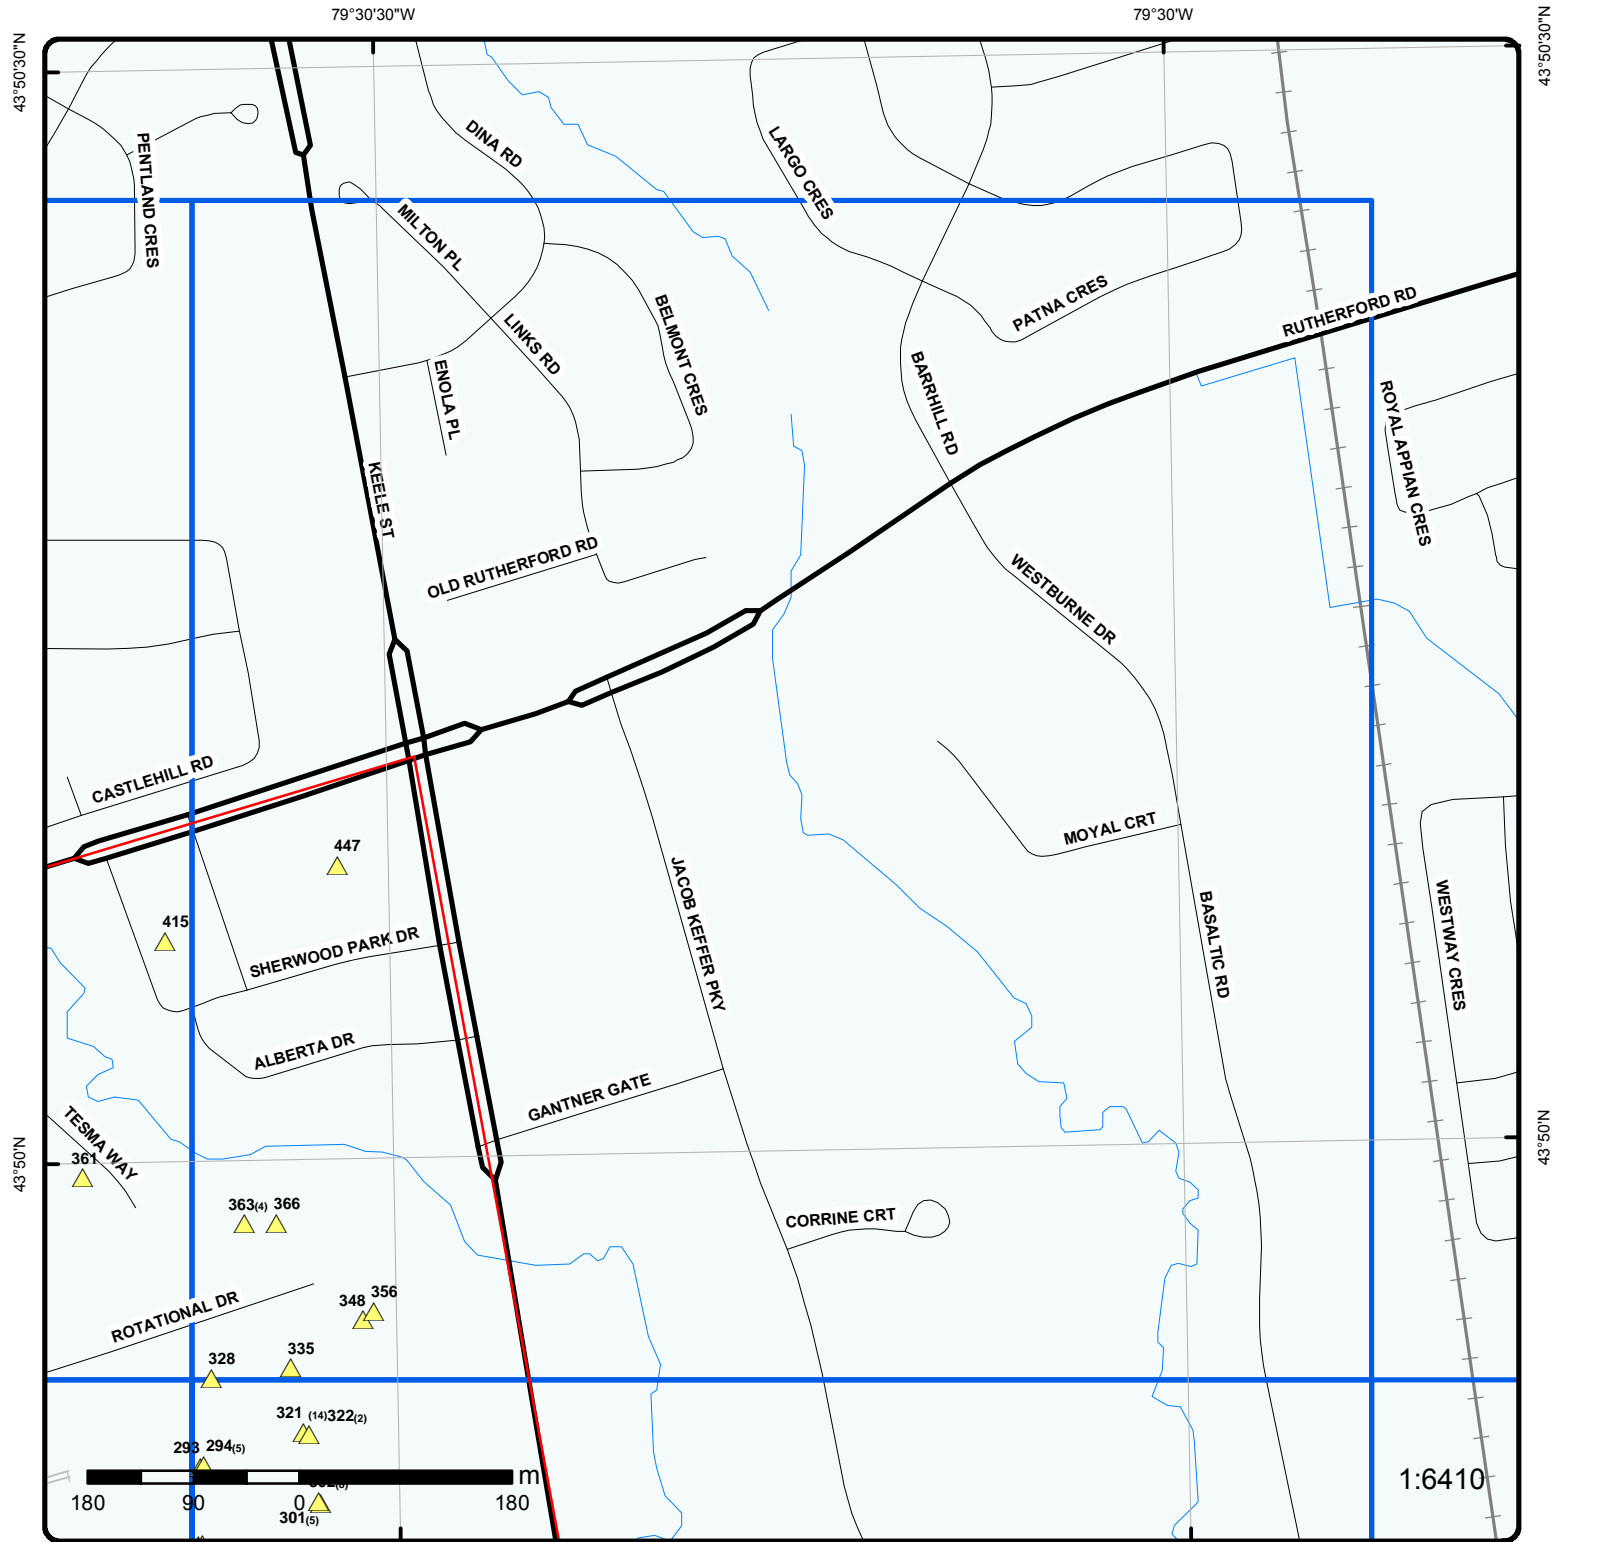 79°30'30"W
79°30'W
43°50'30"N
43°50'30"N
PENTLAND CRES
DINA RD
LARGO CRES
MILTON PL
LINKS RD
BELMONT CRES
PATNA CRES
RUTHERFORD RD
ENOLA PL
BARRHILL RD
ROYAL APPIAN CRES
KEELE ST
OLD RUTHERFORD RD
WESTBURNE DR
CASTLEHILL RD
MOYAL CRT
447
JACOB KEFFER PKY
BASALTIC RD
WESTWAY CRES
415
SHERWOOD PARK DR
ALBERTA DR
GANTNER GATE
TESMA WAY
43°50'N
43°50'N
361
363(4)
366
CORRINE CRT
ROTATIONAL DR
348
356
335
328
321 (14)
322(2)
293
294(5)
m
1:6410
180
90
0
180
301(5)